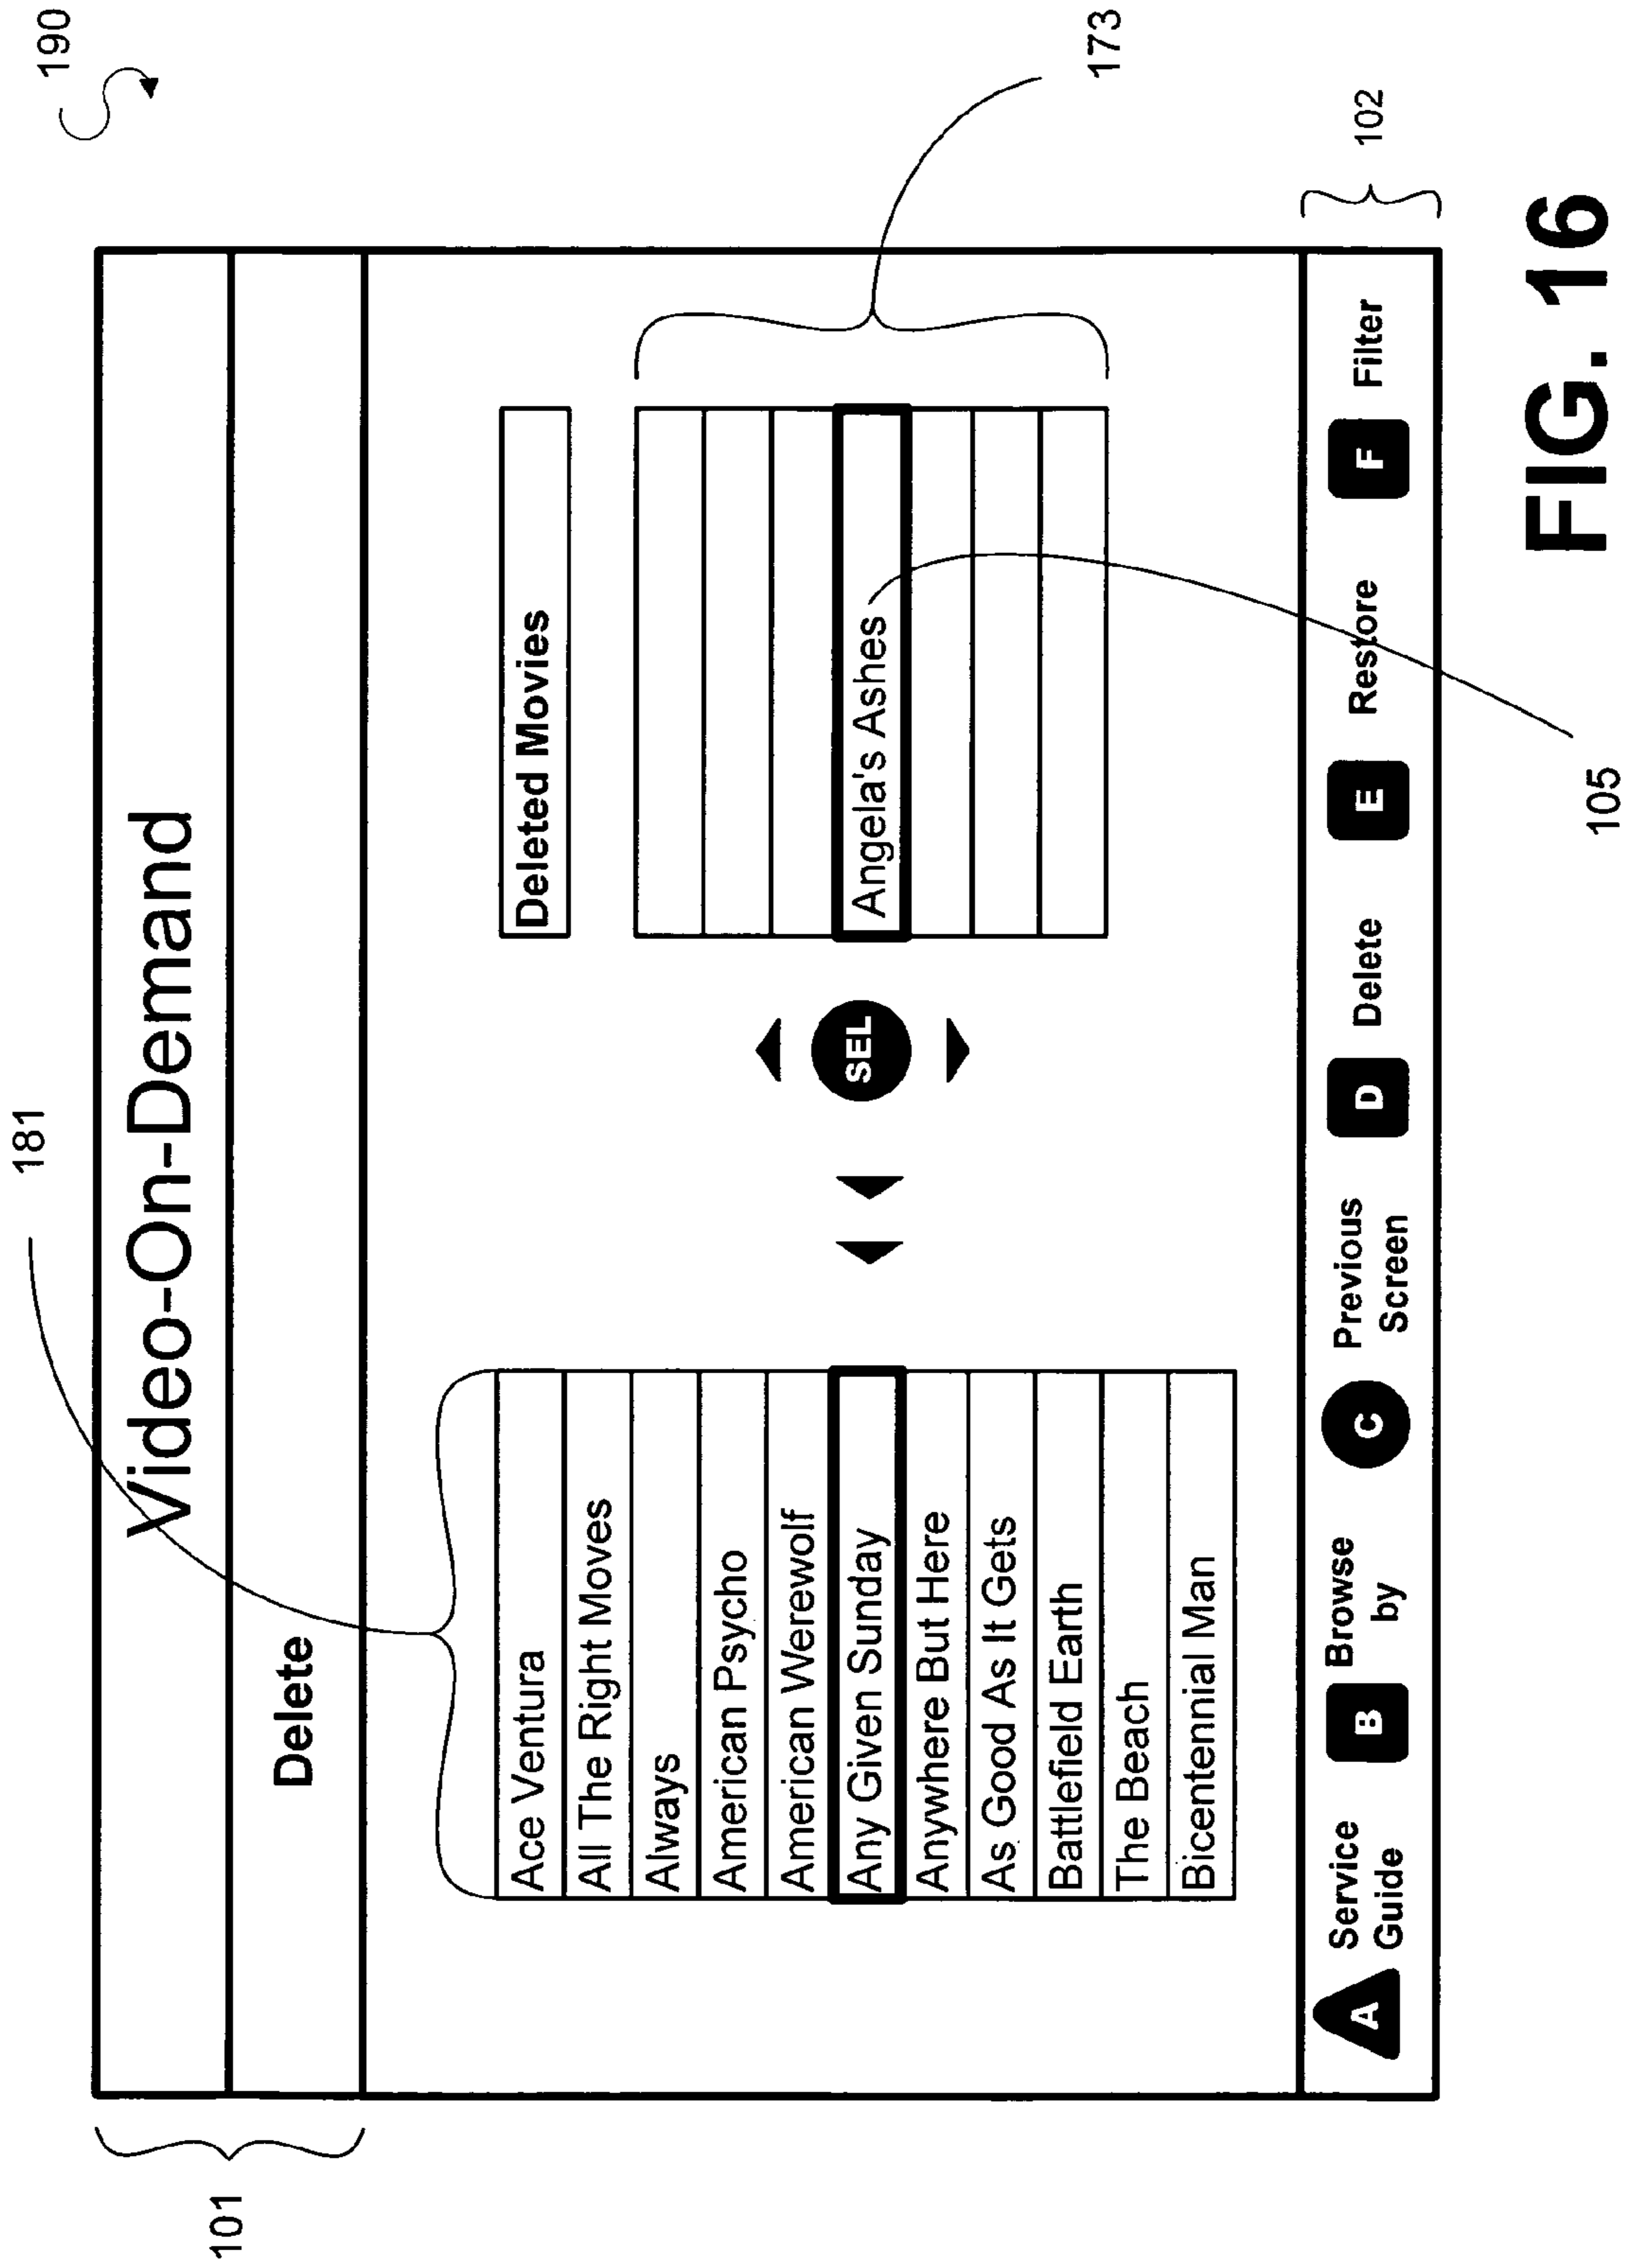 190
181
101
Video-On-Demand
Delete
Ace Ventura
All The Right Moves
Always
American Psycho
American Werewolf
Any Given Sunday
Anywhere But Here
As Good As It Gets
Battlefield Earth
The Beach
Bicentennial Man
SEL
Deleted Movies
Angela's Ashes
173
A Service
Guide
B Browse
by
C Previous
Screen
D Delete
E Restore
F Filter
102
105
FIG. 16